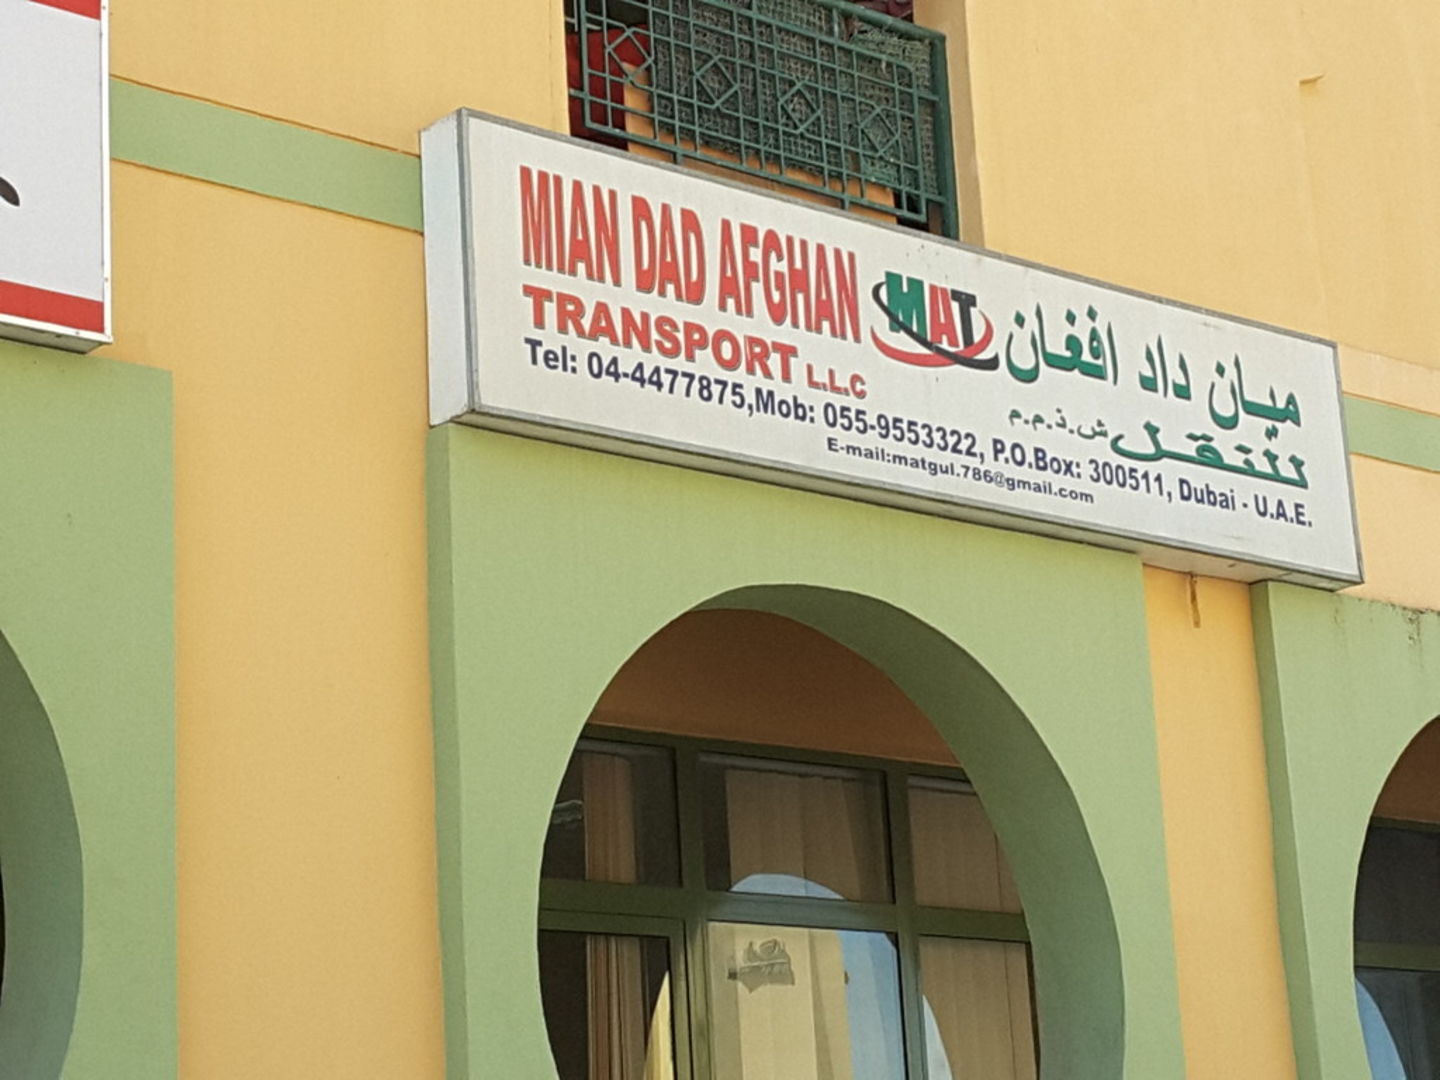 MIAN DAD AFGHAN
TRANSPORT L.L.C
MAT
ميان داد افغان
للنقل ش.ذ.م.م
Tel: 04-4477875,Mob: 055-9553322, P.O.Box: 300511, Dubai - U.A.E.
E-mail:matgul.786@gmail.com